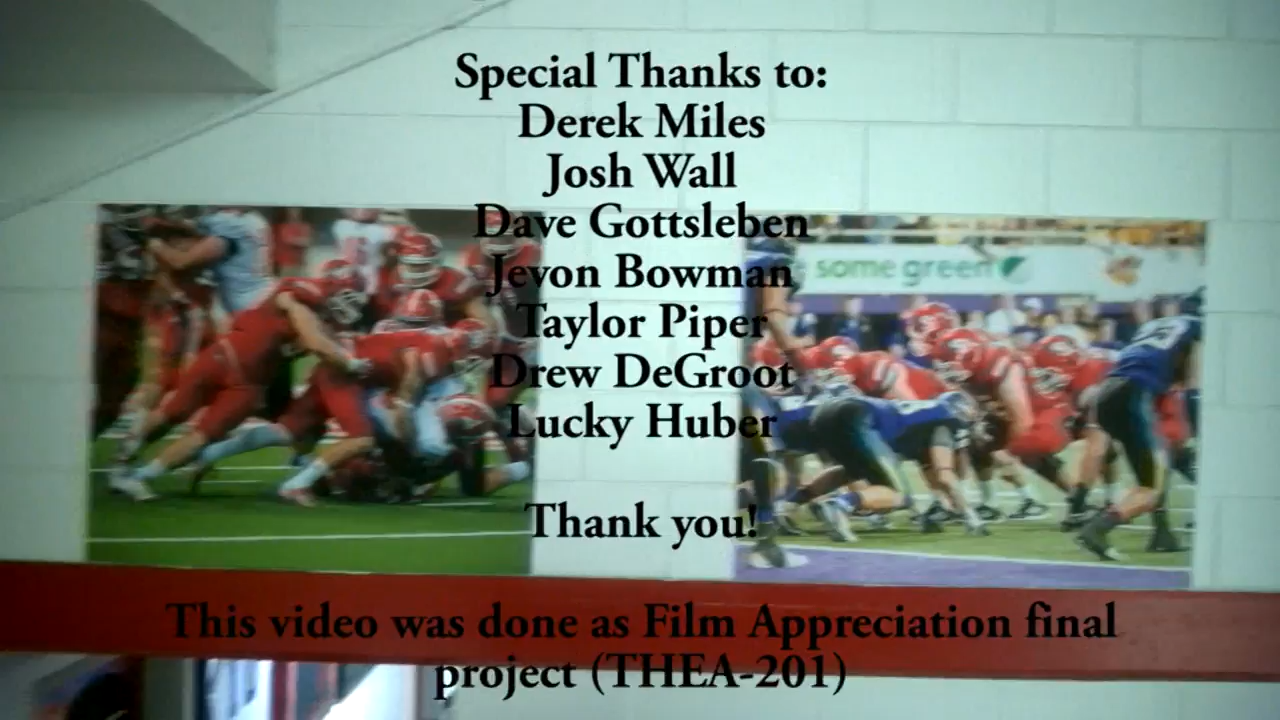 Special Thanks to:
Derek Miles
Josh Wall
Dave Gottsleben
Jevon Bowman
Taylor Piper
Drew DeGroot
Lucky Huber
some green
Thank you!
This video was done as Film Appreciation final
project (THEA-201)